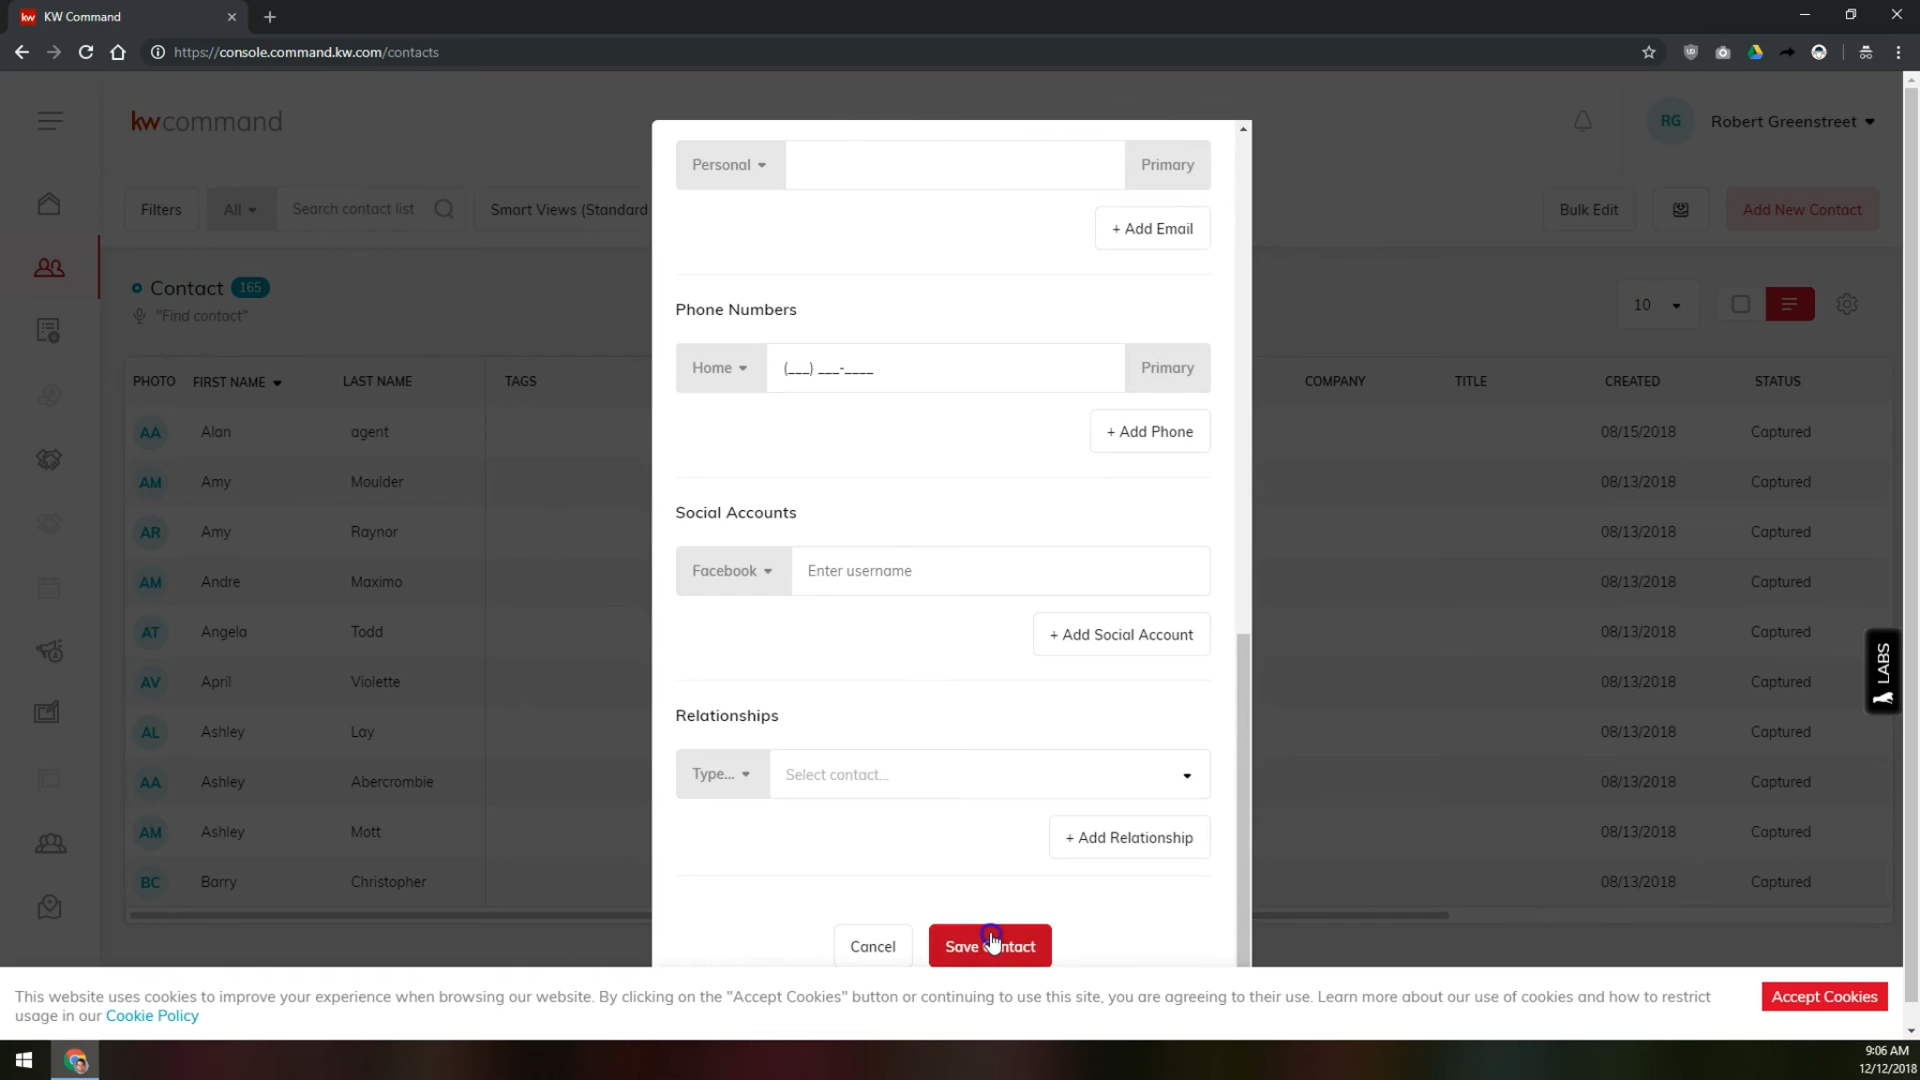 kw KW Command
https://console.command.kw.com/contacts
kwcommand
RG Robert Greenstreet
Filters All Search contact list Smart Views (Standard
Bulk Edit Add New Contact
Contact 165
"Find contact"
10
PHOTO FIRST NAME LAST NAME TAGS COMPANY TITLE CREATED STATUS
AA Alan agent 08/15/2018 Captured
AM Amy Moulder 08/13/2018 Captured
AR Amy Raynor 08/13/2018 Captured
AM Andre Maximo 08/13/2018 Captured
AT Angela Todd 08/13/2018 Captured
AV April Violette 08/13/2018 Captured
AL Ashley Lay 08/13/2018 Captured
AA Ashley Abercrombie 08/13/2018 Captured
AM Ashley Mott 08/13/2018 Captured
BC Barry Christopher 08/13/2018 Captured
LABS
Personal Primary
+ Add Email
Phone Numbers
Home (___) ___-____ Primary
+ Add Phone
Social Accounts
Facebook Enter username
+ Add Social Account
Relationships
Type... Select contact...
+ Add Relationship
Cancel Save Contact
This website uses cookies to improve your experience when browsing our website. By clicking on the "Accept Cookies" button or continuing to use this site, you are agreeing to their use. Learn more about our use of cookies and how to restrict
usage in our Cookie Policy
Accept Cookies
9:06 AM
12/12/2018